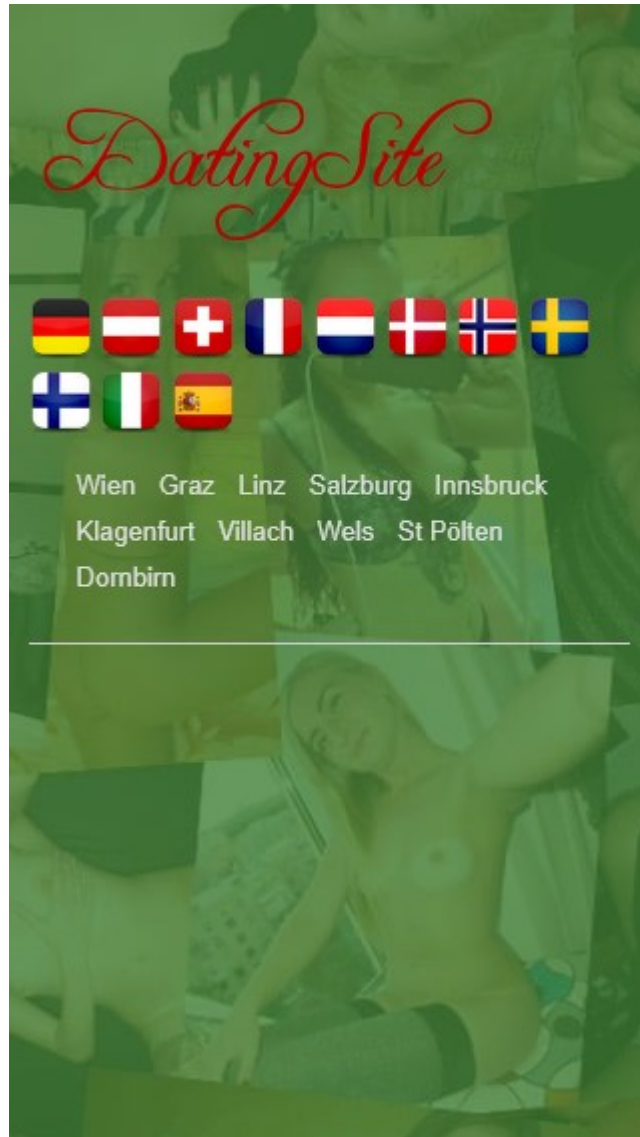 DatingSite
Wien Graz Linz Salzburg Innsbruck
Klagenfurt Villach Wels St Pölten
Dornbirn